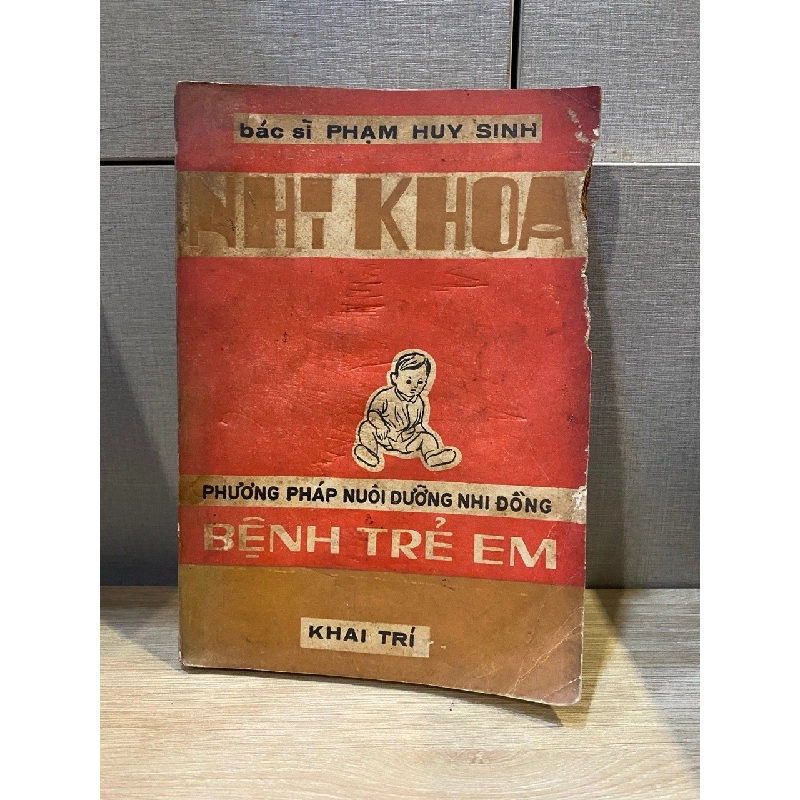 bác sĩ PHẠM HUY SINH
NHI KHOA
PHƯƠNG PHÁP NUÔI DƯỠNG NHI ĐỒNG
BỆNH TRẺ EM
KHAI TRÍ